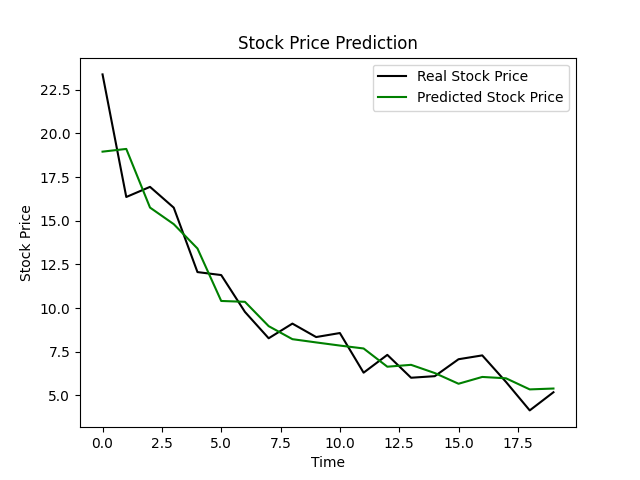 Stock Price Prediction
Real Stock Price
Predicted Stock Price
Stock Price
22.5
20.0
17.5
15.0
12.5
10.0
7.5
5.0
0.0 2.5 5.0 7.5 10.0 12.5 15.0 17.5
Time